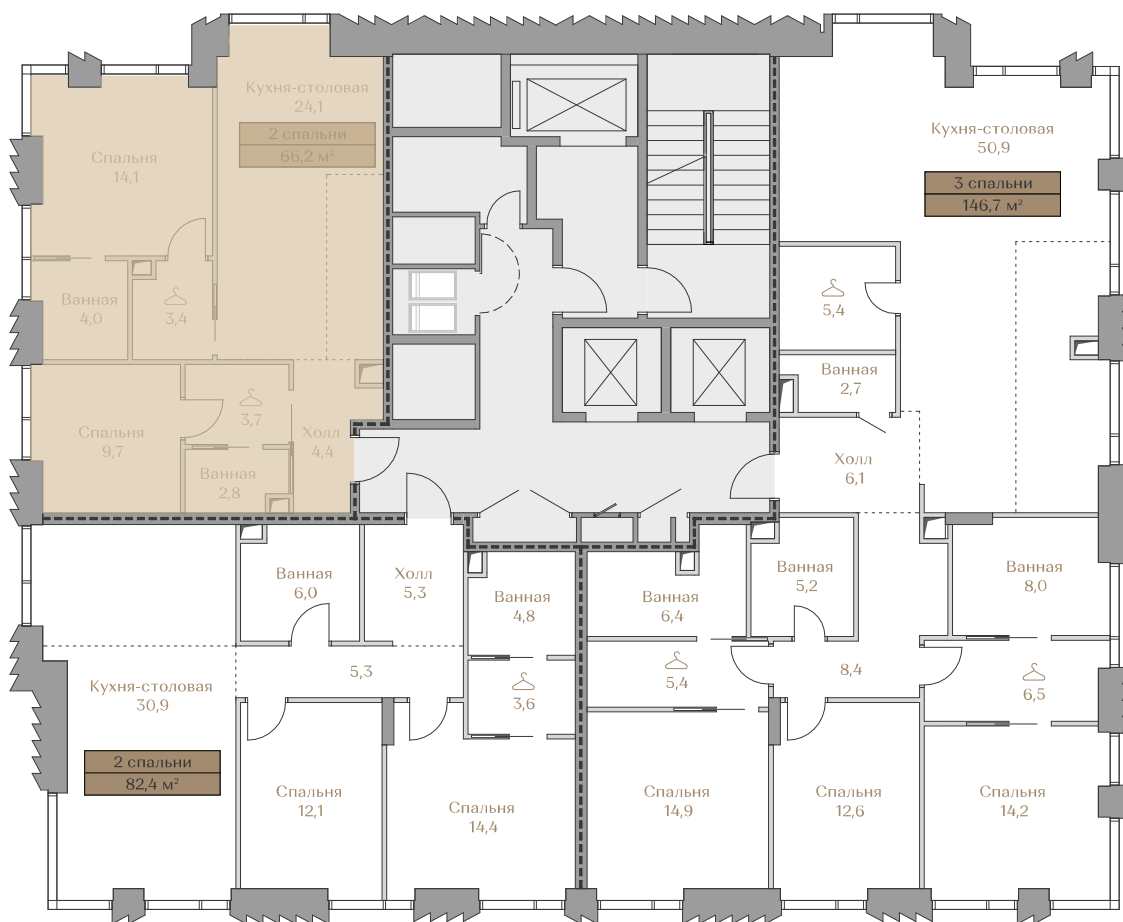 Кухня-столовая
24,1
2 спальни
66,2 м²
Спальня
14,1
Ванная
4,0
3,4
Спальня
9,7
3,7
Ванная
2,8
Холл
4,4
Кухня-столовая
50,9
3 спальни
146,7 м²
5,4
Ванная
2,7
Холл
6,1
Ванная
6,0
Холл
5,3
Ванная
4,8
Ванная
6,4
Ванная
5,2
Ванная
8,0
5,3
3,6
5,4
8,4
6,5
Кухня-столовая
30,9
2 спальни
82,4 м²
Спальня
12,1
Спальня
14,4
Спальня
14,9
Спальня
12,6
Спальня
14,2